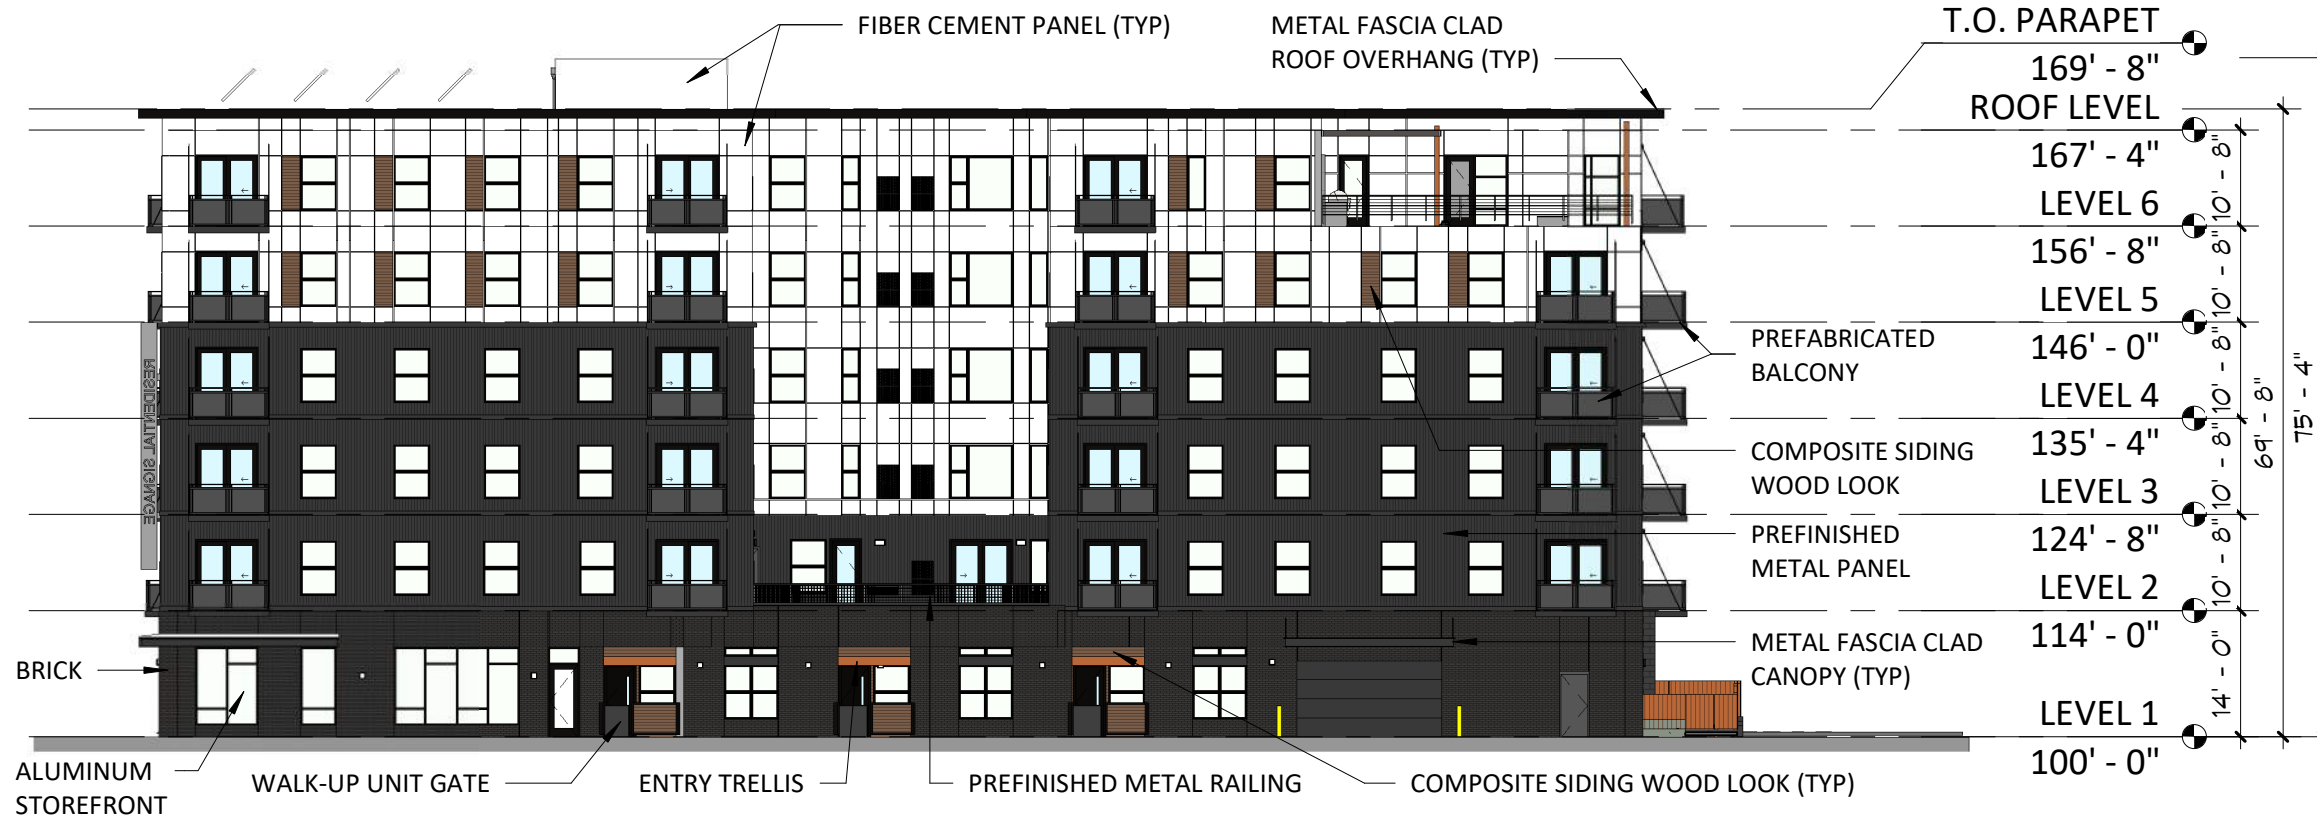 FIBER CEMENT PANEL (TYP)
METAL FASCIA CLAD
ROOF OVERHANG (TYP)
T.O. PARAPET
169' - 8"
ROOF LEVEL
167' - 4"
LEVEL 6
156' - 8"
LEVEL 5
146' - 0"
LEVEL 4
135' - 4"
LEVEL 3
124' - 8"
LEVEL 2
114' - 0"
LEVEL 1
100' - 0"
10' - 8"
10' - 8"
10' - 8"
10' - 8"
10' - 8"
14' - 0"
69' - 8"
75' - 4"
PREFABRICATED
BALCONY
COMPOSITE SIDING
WOOD LOOK
PREFINISHED
METAL PANEL
METAL FASCIA CLAD
CANOPY (TYP)
RESIDENTIAL SIGNAGE
BRICK
ALUMINUM
STOREFRONT
WALK-UP UNIT GATE
ENTRY TRELLIS
PREFINISHED METAL RAILING
COMPOSITE SIDING WOOD LOOK (TYP)